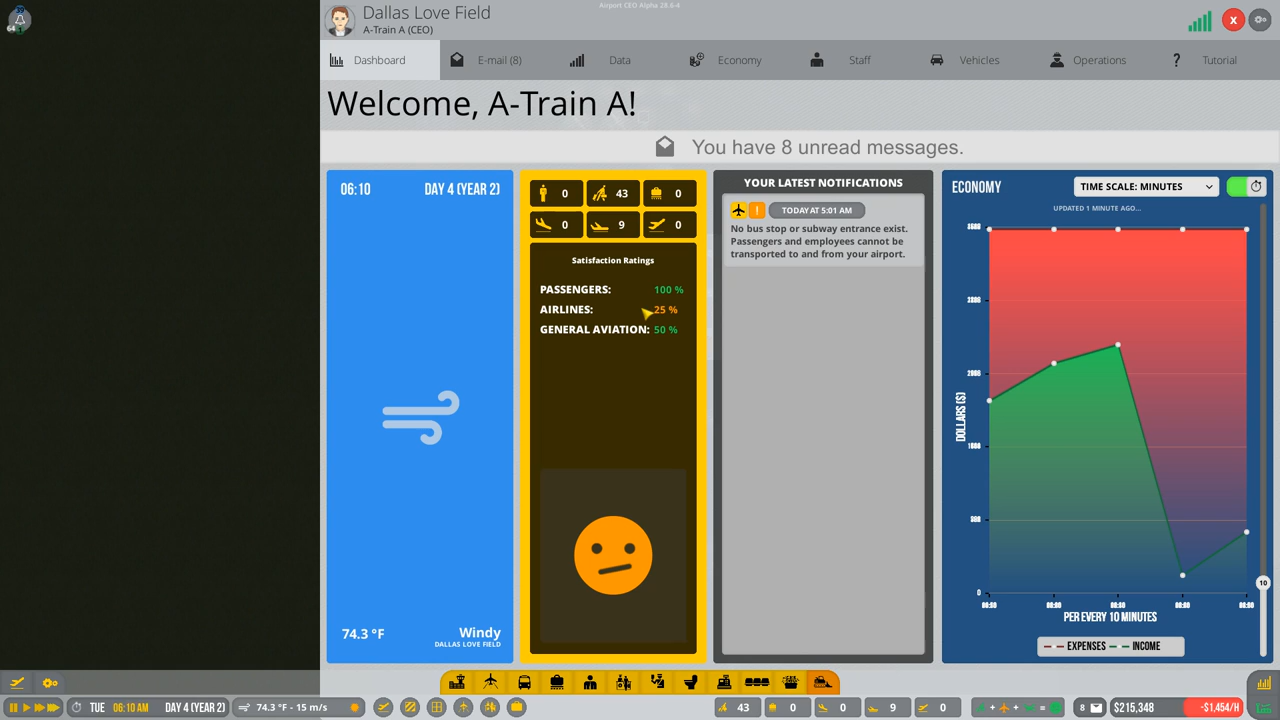 Airport CEO Alpha 28.6-4
Dallas Love Field
A-Train A (CEO)
X
Dashboard
E-mail (8)
Data
Economy
Staff
Vehicles
Operations
? Tutorial
Welcome, A-Train A!
You have 8 unread messages.
06:10
DAY 4 (YEAR 2)
74.3 °F
Windy
DALLAS LOVE FIELD
0 43 0
0 9 0
Satisfaction Ratings
PASSENGERS: 100 %
AIRLINES: 25 %
GENERAL AVIATION: 50 %
YOUR LATEST NOTIFICATIONS
! TODAY AT 5:01 AM
No bus stop or subway entrance exist.
Passengers and employees cannot be
transported to and from your airport.
ECONOMY
TIME SCALE: MINUTES
UPDATED 1 MINUTE AGO...
DOLLARS ($)
0
PER EVERY 10 MINUTES
EXPENSES
INCOME
10
TUE 06:10 AM DAY 4 (YEAR 2)
74.3 °F - 15 m/s
43 0 0 9 0
8
$215,348
-$1,454/H